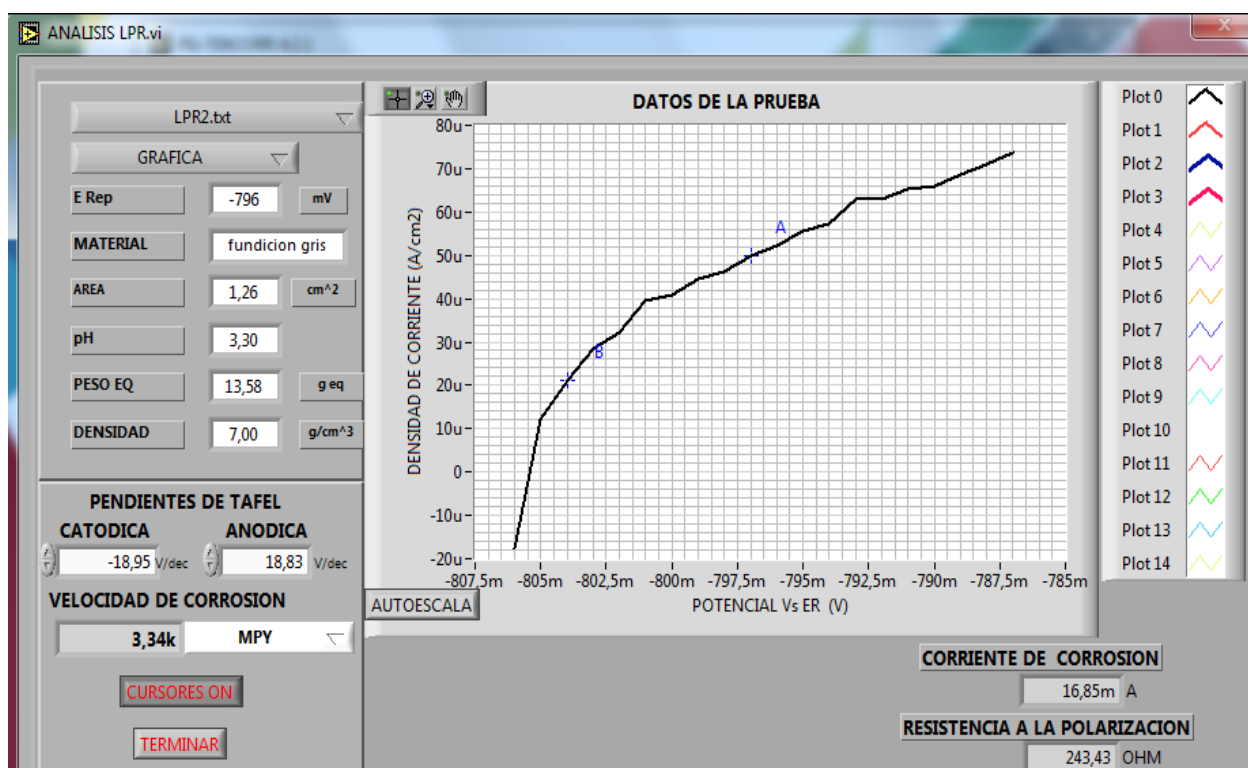 ANALISIS LPR.vi
LPR2.txt
GRAFICA
E Rep -796 mV
MATERIAL fundicion gris
AREA 1,26 cm^2
pH 3,30
PESO EQ 13,58 g eq
DENSIDAD 7,00 g/cm^3
PENDIENTES DE TAFEL
CATODICA ANODICA
-18,95 V/dec 18,83 V/dec
VELOCIDAD DE CORROSION
3,34k MPY
CURSORES ON
TERMINAR
DATOS DE LA PRUEBA
DENSIDAD DE CORRIENTE (A/cm2)
80u
70u
60u
50u
40u
30u
20u
10u
0
-10u
-20u
A
B
-807,5m -805m -802,5m -800m -797,5m -795m -792,5m -790m -787,5m -785m
POTENCIAL Vs ER (V)
AUTOESCALA
Plot 0
Plot 1
Plot 2
Plot 3
Plot 4
Plot 5
Plot 6
Plot 7
Plot 8
Plot 9
Plot 10
Plot 11
Plot 12
Plot 13
Plot 14
CORRIENTE DE CORROSION
16,85m A
RESISTENCIA A LA POLARIZACION
243,43 OHM